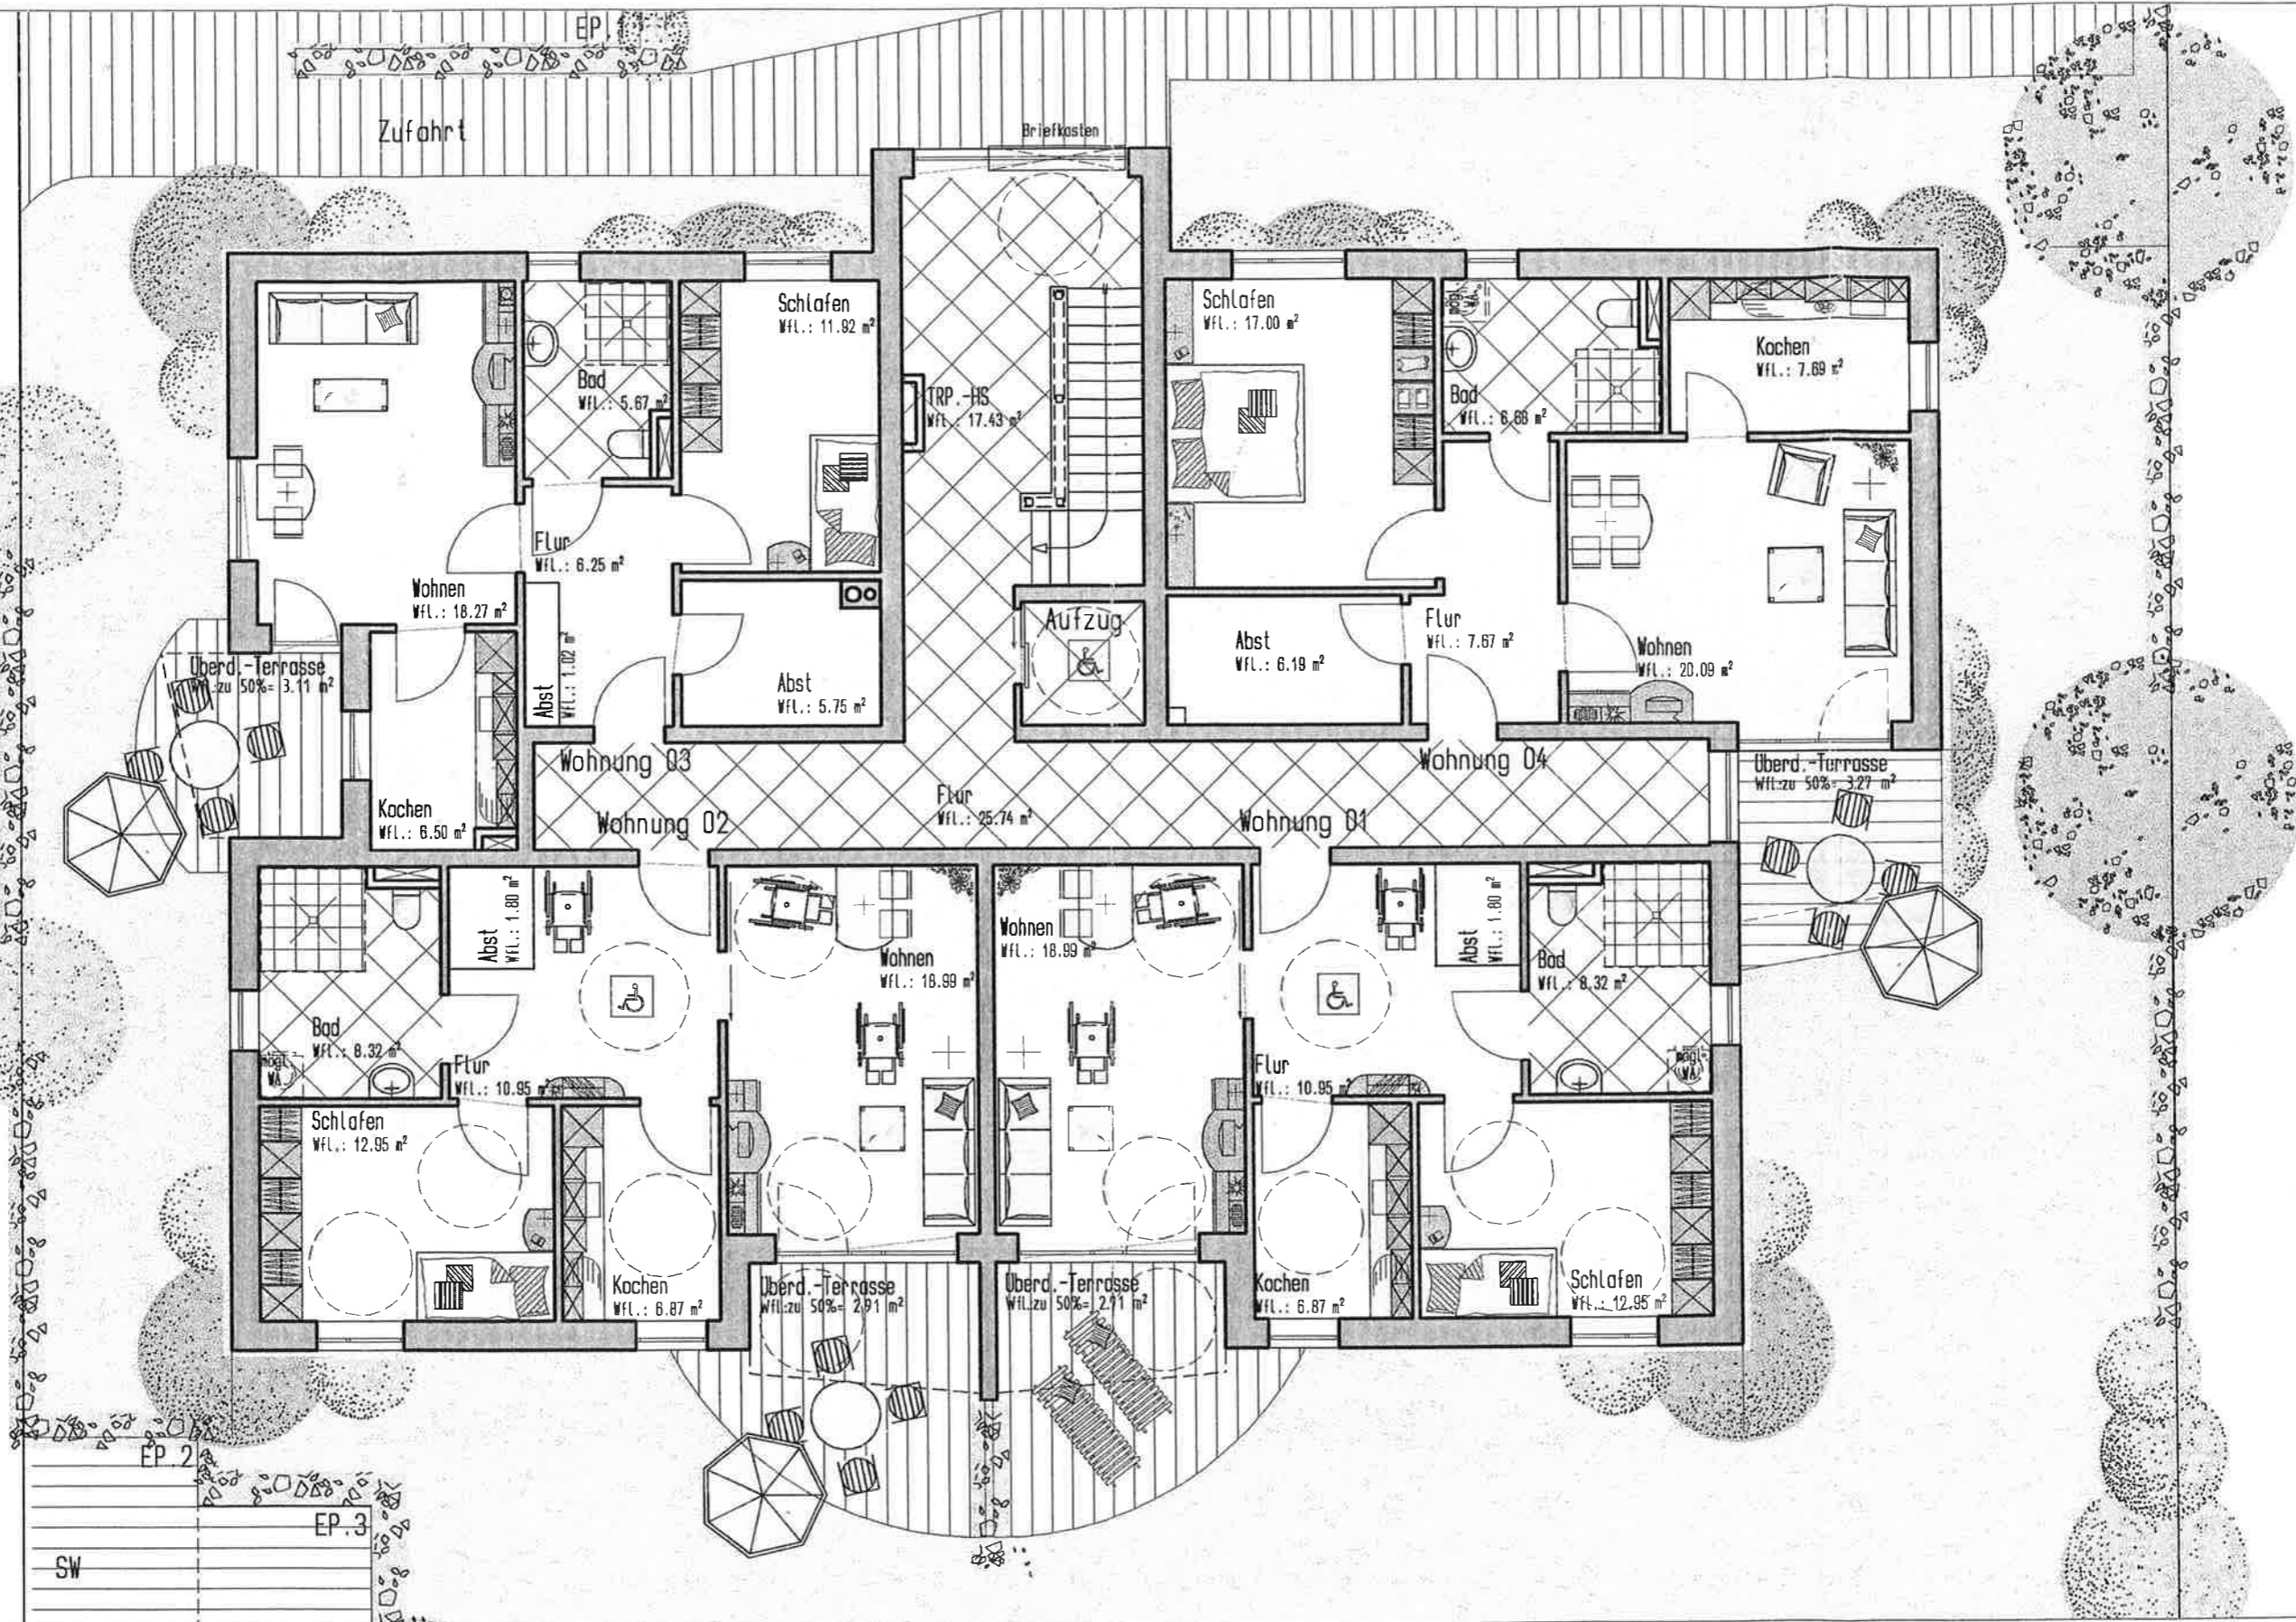 EP.
Zufahrt
Briefkasten
Schlafen
Wfl.: 11.92 m²
Bad
Wfl.: 5.67 m²
TRP.-HS
Wfl.: 17.43 m²
Schlafen
Wfl.: 17.00 m²
mögl.
WA.
Bad
Wfl.: 6.68 m²
Kochen
Wfl.: 7.69 m²
Flur
Wfl.: 6.25 m²
Wohnen
Wfl.: 18.27 m²
Abst
Wfl.: 1.02 m²
Abst
Wfl.: 5.75 m²
Aufzug
Abst
Wfl.: 6.19 m²
Flur
Wfl.: 7.67 m²
Wohnen
Wfl.: 20.09 m²
Überd.-Terrasse
Wfl.:zu 50%= 3.11 m²
Kochen
Wfl.: 6.50 m²
Wohnung 03
Wohnung 04
Wohnung 02
Flur
Wfl.: 25.74 m²
Wohnung 01
Überd.-Terrasse
Wfl.:zu 50%= 3.27 m²
Abst
Wfl.: 1.80 m²
Wohnen
Wfl.: 18.99 m²
Wohnen
Wfl.: 18.99 m²
Abst
Wfl.: 1.80 m²
Bad
Wfl.: 8.32 m²
Bad
Wfl.: 8.32 m²
mögl.
WA.
Flur
Wfl.: 10.95 m²
Flur
Wfl.: 10.95 m²
mögl.
WA.
Schlafen
Wfl.: 12.95 m²
Kochen
Wfl.: 6.87 m²
Überd.-Terrasse
Wfl.:zu 50%= 2.91 m²
Überd.-Terrasse
Wfl.:zu 50%= 2.91 m²
Kochen
Wfl.: 6.87 m²
Schlafen
Wfl.: 12.95 m²
EP.2
EP.3
SW